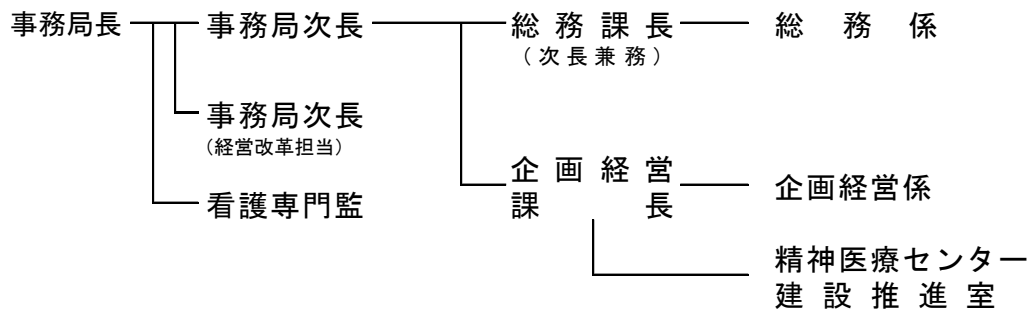 事務局長 事務局次長 総務課長 総務係
(次長兼務)
事務局次長
(経営改革担当)
企画経営
課長
企画経営係
看護専門監
精神医療センター
建設推進室